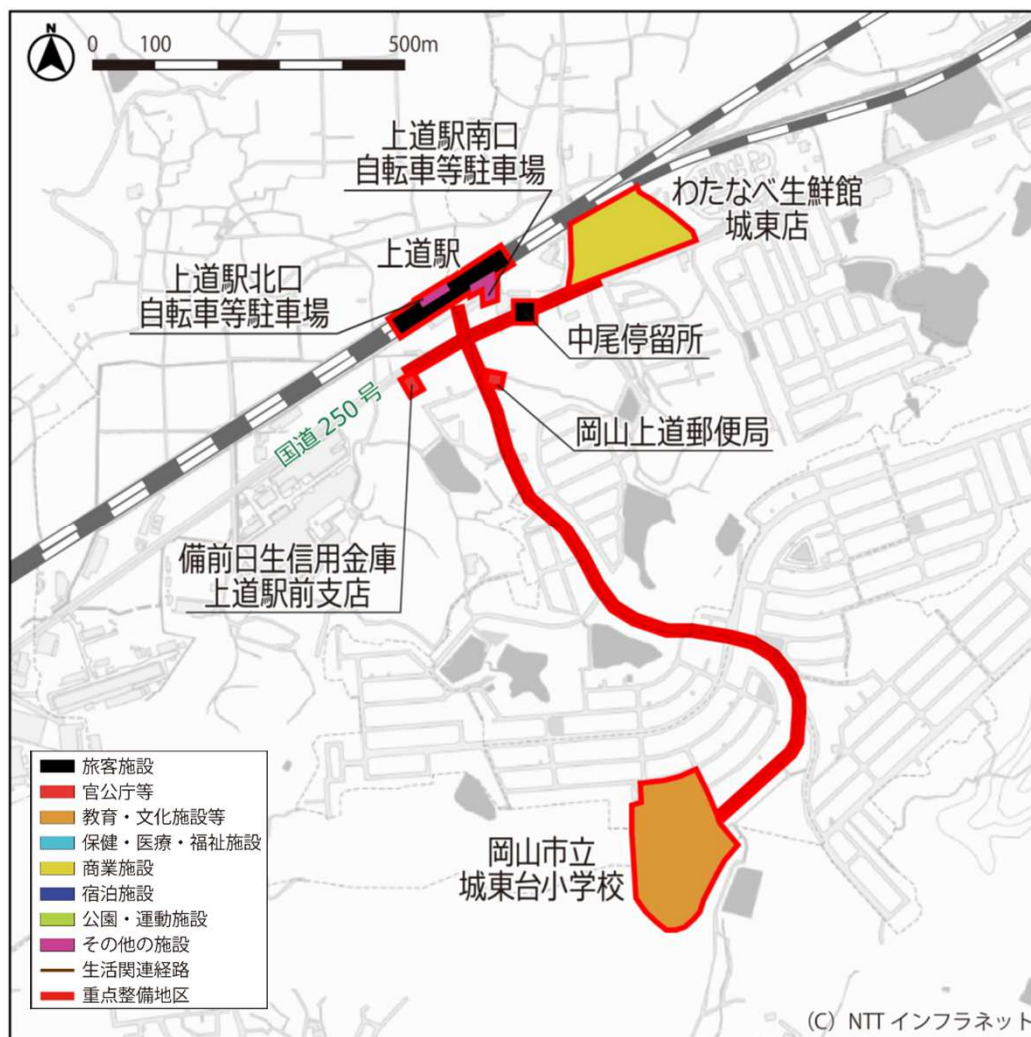 N
0 100 500m
上道駅南口
自転車等駐車場
わたなべ生鮮館
城東店
上道駅
上道駅北口
自転車等駐車場
中尾停留所
国道 250 号
岡山上道郵便局
備前日生信用金庫
上道駅前支店
旅客施設
官公庁等
教育・文化施設等
保健・医療・福祉施設
商業施設
宿泊施設
公園・運動施設
その他の施設
生活関連経路
重点整備地区
岡山市立
城東台小学校
(C) NTT インフラネット